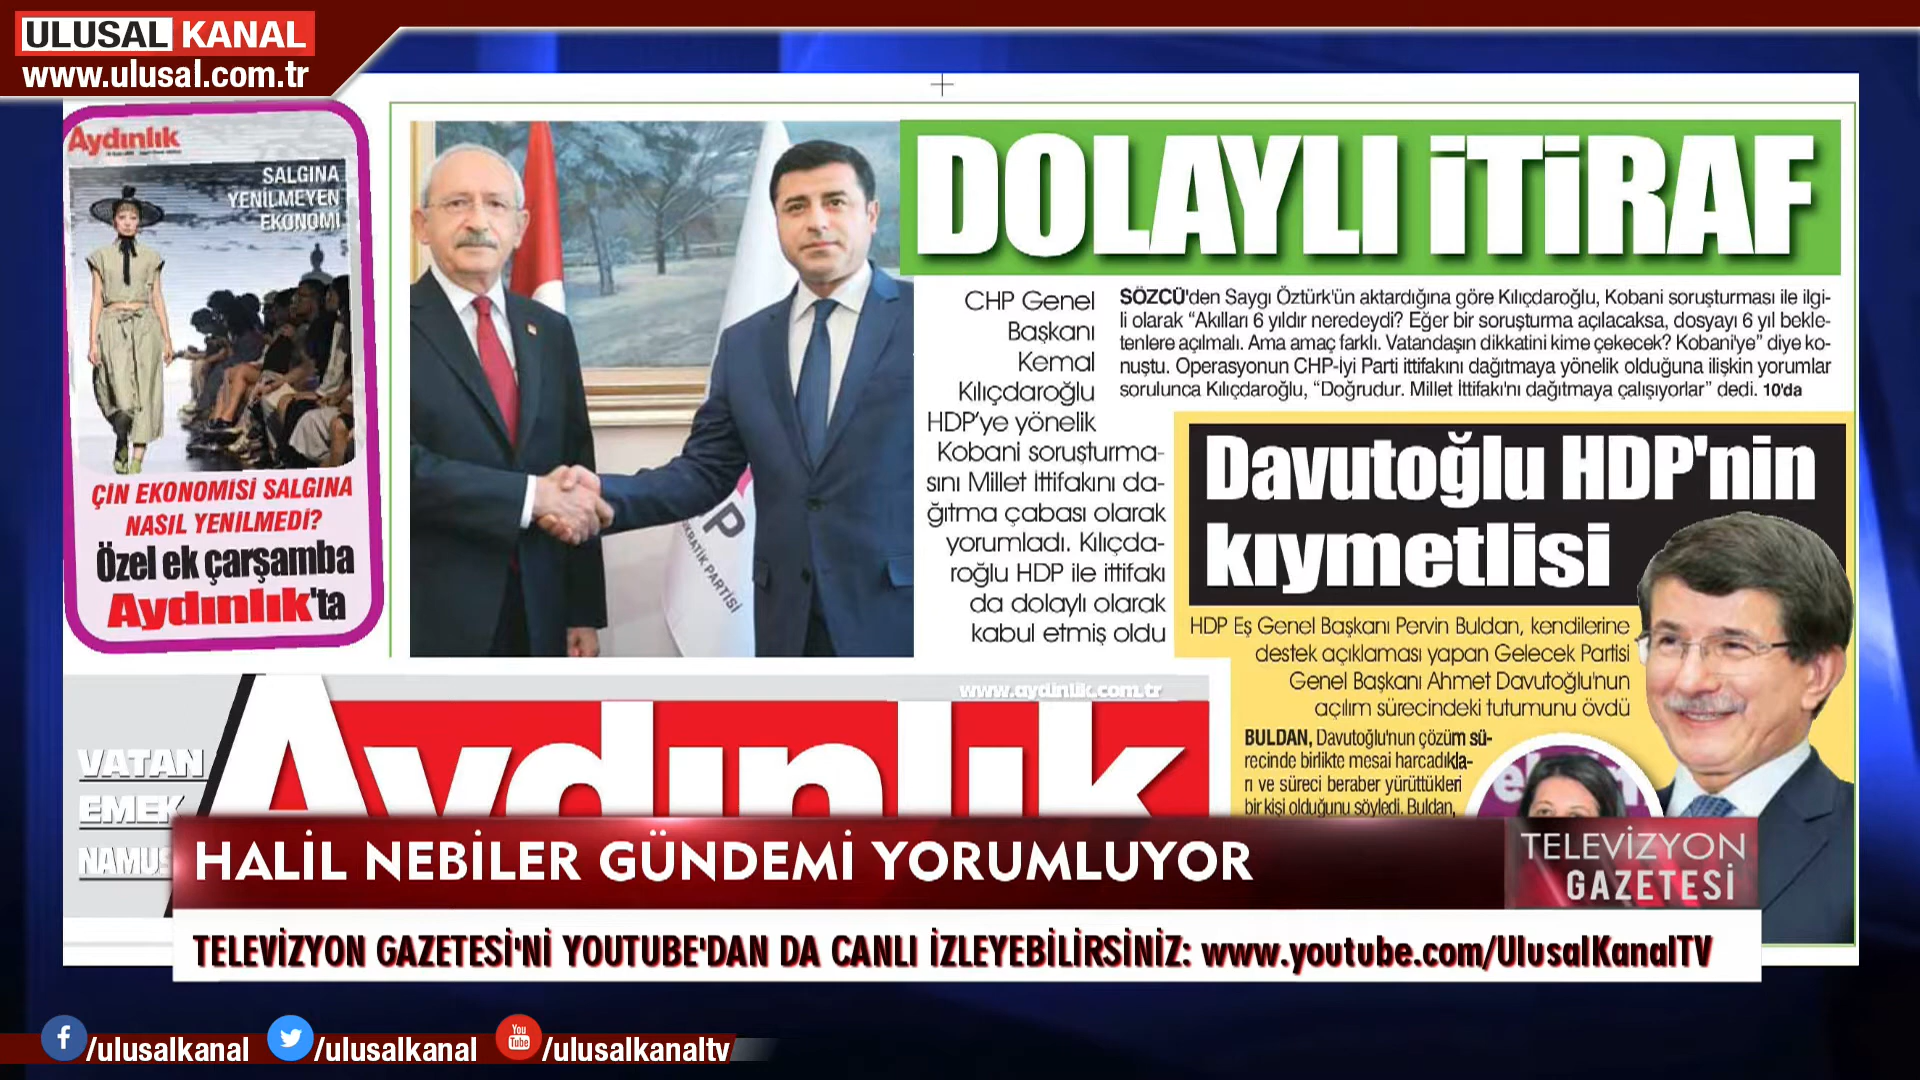 ULUSAL KANAL
www.ulusal.com.tr
Aydınlık
SALGINA
YENİLMEYEN
EKONOMİ
ÇİN EKONOMİSİ SALGINA
NASIL YENİLMEDİ?
Özel ek çarşamba
Aydınlık'ta
DOLAYLI İTİRAF
CHP Genel
Başkanı
Kemal
Kılıçdaroğlu
HDP'ye yönelik
Kobani soruşturma-
sını Millet İttifakını da-
ğıtma çabası olarak
yorumladı. Kılıçda-
roğlu HDP ile ittifakı
da dolaylı olarak
kabul etmiş oldu
SÖZCÜ'den Saygı Öztürk'ün aktardığına göre Kılıçdaroğlu, Kobani soruşturması ile ilgi-
li olarak “Akılları 6 yıldır neredeydi? Eğer bir soruşturma açılacaksa, dosyayı 6 yıl bekle-
tenlere açılmalı. Ama amaç farklı. Vatandaşın dikkatini kime çekecek? Kobani'ye” diye ko-
nuştu. Operasyonun CHP-İyi Parti ittifakını dağıtmaya yönelik olduğuna ilişkin yorumlar
sorulunca Kılıçdaroğlu, “Doğrudur. Millet İttifakı'nı dağıtmaya çalışıyorlar” dedi. 10'da
P
KRATİK PARTİSİ
Davutoğlu HDP'nin
kıymetlisi
HDP Eş Genel Başkanı Pervin Buldan, kendilerine
destek açıklaması yapan Gelecek Partisi
Genel Başkanı Ahmet Davutoğlu'nun
açılım sürecindeki tutumunu övdü
BULDAN, Davutoğlu'nun çözüm sü-
recinde birlikte mesai harcadıkla-
rı ve süreci beraber yürüttükleri
bir kişi olduğunu söyledi. Buldan,
www.aydinlik.com.tr
Aydınlık
VATAN
EMEK
NAMUS
HALİL NEBİLER GÜNDEMİ YORUMLUYOR
TELEVİZYON
GAZETESİ
TELEVİZYON GAZETESİ'Nİ YOUTUBE'DAN DA CANLI İZLEYEBİLİRSİNİZ: www.youtube.com/UlusalKanalTV
f /ulusalkanal /ulusalkanal You Tube /ulusalkanaltv